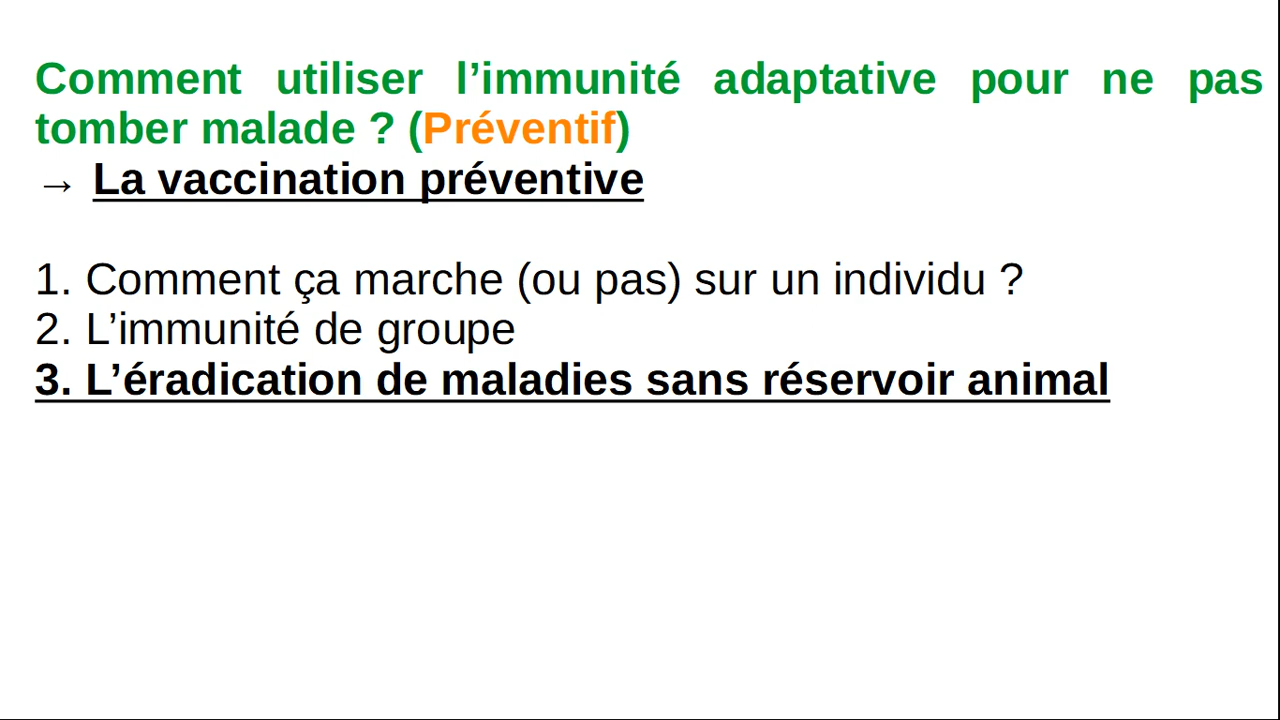 Comment utiliser l’immunité adaptative pour ne pas
tomber malade ? (Préventif)
→ La vaccination préventive
1. Comment ça marche (ou pas) sur un individu ?
2. L’immunité de groupe
3. L’éradication de maladies sans réservoir animal